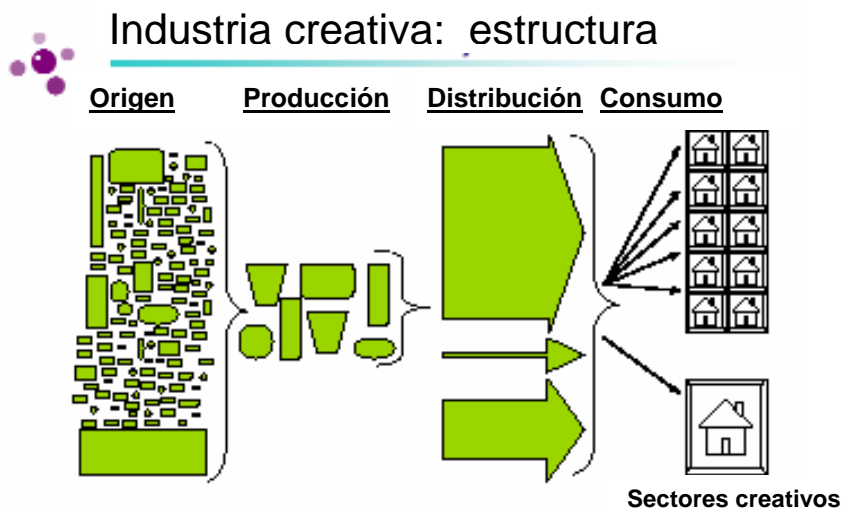 Industria creativa: estructura
Origen Producción Distribución Consumo
Sectores creativos